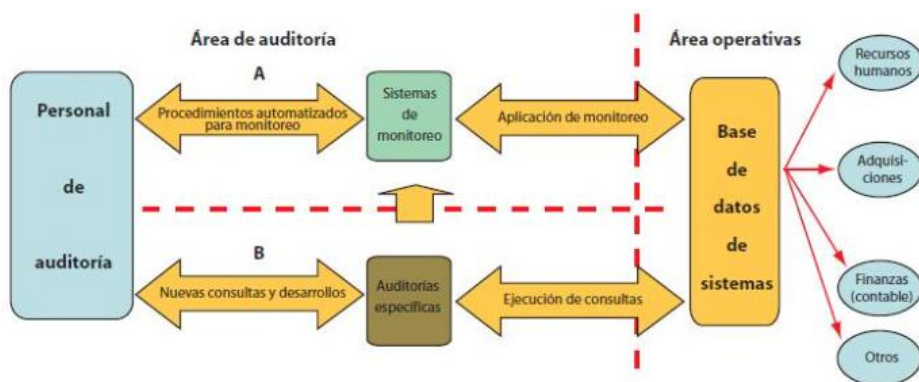 Área de auditoría
Área operativas
A
Personal
de
auditoría
Procedimientos automatizados
para monitoreo
Sistemas
de
monitoreo
Aplicación de monitoreo
Base
de
datos
de
sistemas
B
Nuevas consultas y desarrollos
Auditorías
específicas
Ejecución de consultas
Recursos
humanos
Adquisi-
ciones
Finanzas
(contable)
Otros